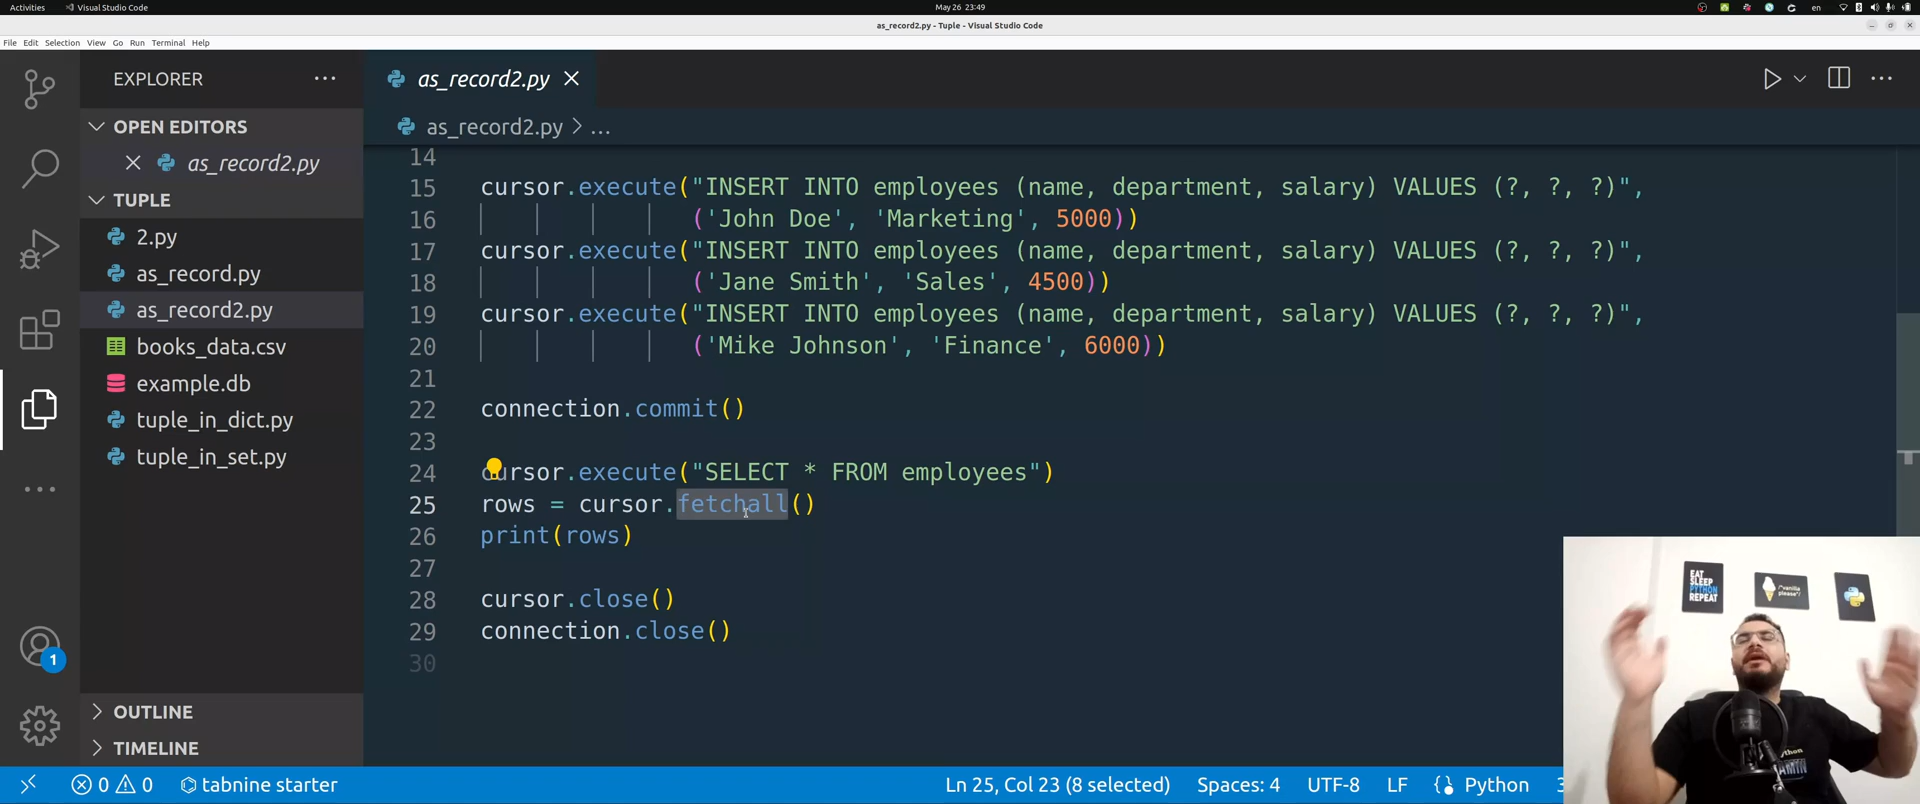 Activities
Visual Studio Code
May 26 23:49
en
as_record2.py - Tuple - Visual Studio Code
File Edit Selection View Go Run Terminal Help
EXPLORER
as_record2.py
OPEN EDITORS
as_record2.py > ...
as_record2.py
TUPLE
2.py
as_record.py
as_record2.py
books_data.csv
example.db
tuple_in_dict.py
tuple_in_set.py
OUTLINE
TIMELINE
1
14
15 cursor.execute("INSERT INTO employees (name, department, salary) VALUES (?, ?, ?)",
16 ('John Doe', 'Marketing', 5000))
17 cursor.execute("INSERT INTO employees (name, department, salary) VALUES (?, ?, ?)",
18 ('Jane Smith', 'Sales', 4500))
19 cursor.execute("INSERT INTO employees (name, department, salary) VALUES (?, ?, ?)",
20 ('Mike Johnson', 'Finance', 6000))
21
22 connection.commit()
23
24 cursor.execute("SELECT * FROM employees")
25 rows = cursor.fetchall()
26 print(rows)
27
28 cursor.close()
29 connection.close()
30
EAT
SLEEP
PYTHON
REPEAT
/*vanilla
please*/
0 0 tabnine starter
Ln 25, Col 23 (8 selected) Spaces: 4 UTF-8 LF Python